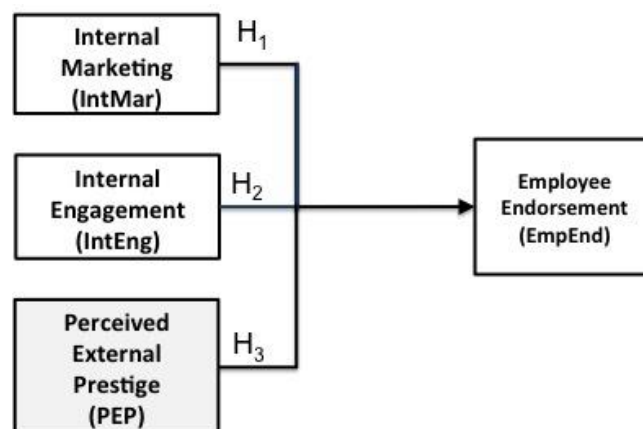 Internal
Marketing
(IntMar)
H₁
Internal
Engagement
(IntEng)
H₂
Perceived
External
Prestige
(PEP)
H₃
Employee
Endorsement
(EmpEnd)